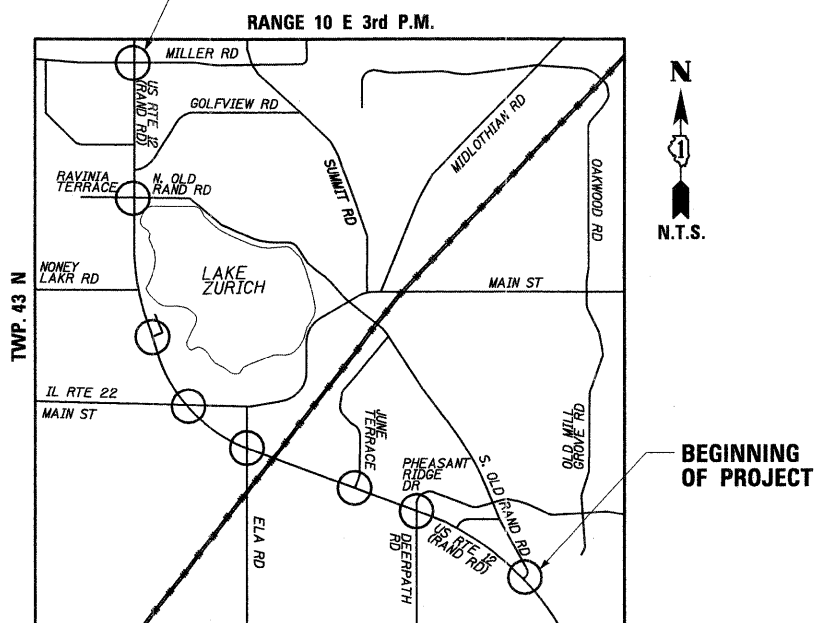 RANGE 10 E 3rd P.M.
MILLER RD
US RTE 12
(RAND RD)
GOLFVIEW RD
MIDLOTHIAN RD
N
1
N.T.S.
RAVINIA
TERRACE
N. OLD
RAND RD
SUMMIT RD
OAKWOOD RD
NONEY
LAKR RD
LAKE
ZURICH
MAIN ST
TWP. 43 N
IL RTE 22
MAIN ST
JUNE
TERRACE
OLD MILL
GROVE RD
PHEASANT
RIDGE
DR
S. OLD RAND RD
BEGINNING
OF PROJECT
ELA RD
DEERPATH
RD
US RTE 12
(RAND RD)